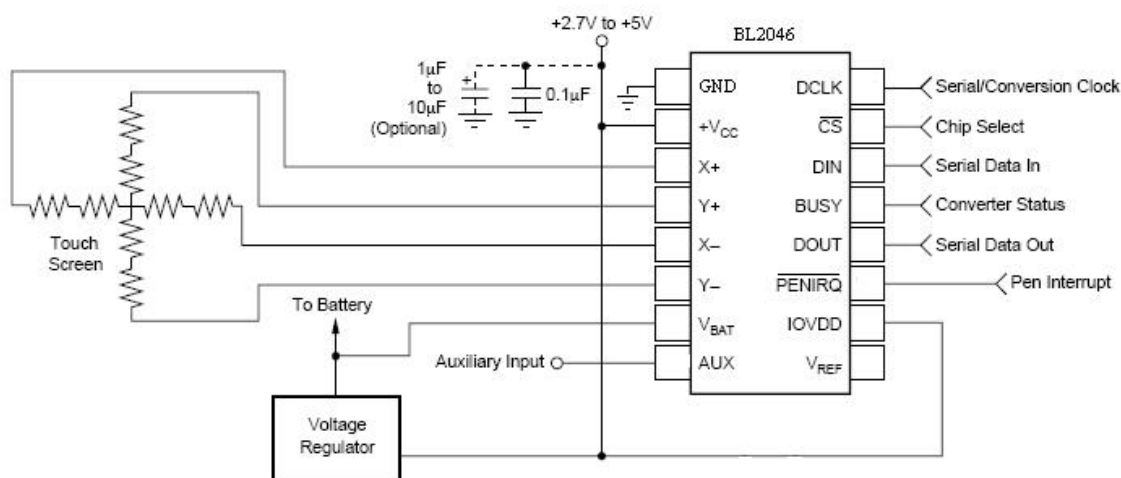 +2.7V to +5V
BL2046
1μF
to
10μF
(Optional)
0.1μF
GND
+VCC
X+
Y+
X–
Y–
VBAT
AUX
DCLK
CS
DIN
BUSY
DOUT
PENIRQ
IOVDD
VREF
Serial/Conversion Clock
Chip Select
Serial Data In
Converter Status
Serial Data Out
Pen Interrupt
Touch
Screen
To Battery
Auxiliary Input
Voltage
Regulator